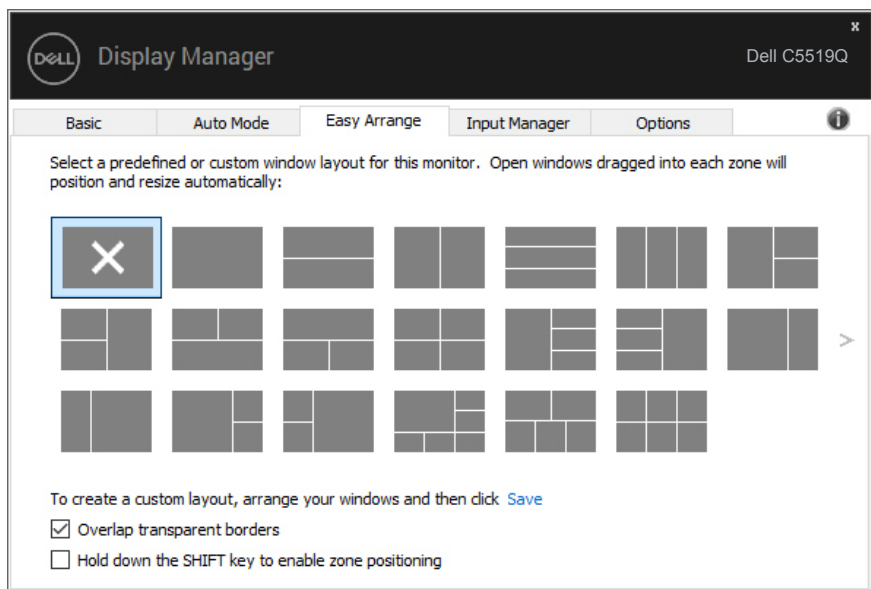 x
DELL Display Manager
Dell C5519Q
Basic Auto Mode Easy Arrange Input Manager Options
Select a predefined or custom window layout for this monitor. Open windows dragged into each zone will
position and resize automatically:
>
To create a custom layout, arrange your windows and then click Save
Overlap transparent borders
Hold down the SHIFT key to enable zone positioning